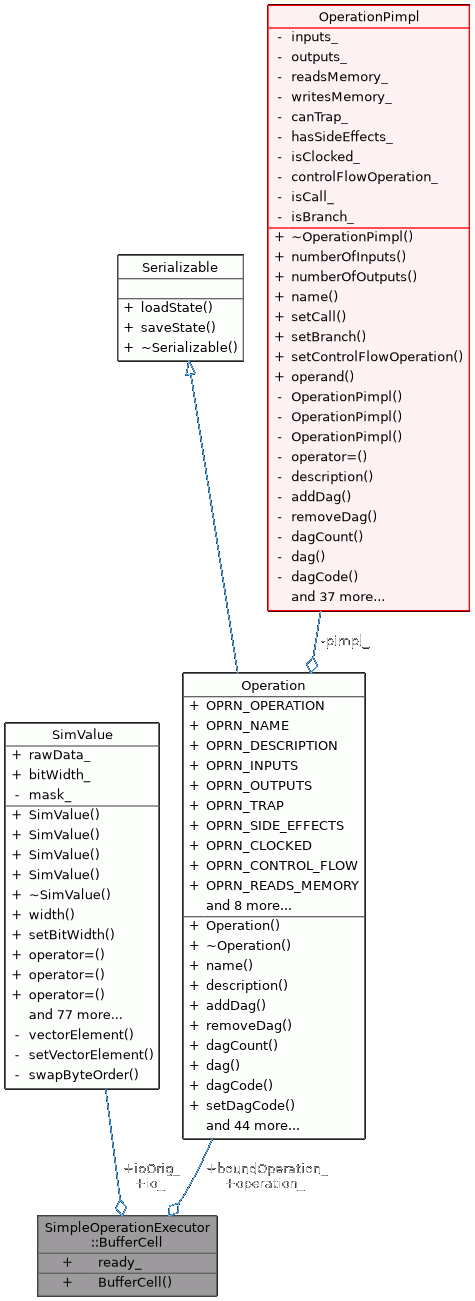 OperationPimpl
- inputs_
- outputs_
- readsMemory_
- writesMemory_
- canTrap_
- hasSideEffects_
- isClocked_
- controlFlowOperation_
- isCall_
- isBranch_
+ ~OperationPimpl()
+ numberOfInputs()
+ numberOfOutputs()
+ name()
+ setCall()
+ setBranch()
+ setControlFlowOperation()
+ operand()
- OperationPimpl()
- OperationPimpl()
- OperationPimpl()
- operator=()
- description()
- addDag()
- removeDag()
- dagCount()
- dag()
- dagCode()
and 37 more...
Serializable
+ loadState()
+ saveState()
+ ~Serializable()
-pimpl_
Operation
+ OPRN_OPERATION
+ OPRN_NAME
+ OPRN_DESCRIPTION
+ OPRN_INPUTS
+ OPRN_OUTPUTS
+ OPRN_TRAP
+ OPRN_SIDE_EFFECTS
+ OPRN_CLOCKED
+ OPRN_CONTROL_FLOW
+ OPRN_READS_MEMORY
and 8 more...
+ Operation()
+ ~Operation()
+ name()
+ description()
+ addDag()
+ removeDag()
+ dagCount()
+ dag()
+ dagCode()
+ setDagCode()
and 44 more...
SimValue
+ rawData_
+ bitWidth_
- mask_
+ SimValue()
+ SimValue()
+ SimValue()
+ SimValue()
+ ~SimValue()
+ width()
+ setBitWidth()
+ operator=()
+ operator=()
+ operator=()
and 77 more...
- vectorElement()
- setVectorElement()
- swapByteOrder()
+ioOrig_
+io_
+boundOperation_
+operation_
SimpleOperationExecutor
::BufferCell
+ ready_
+ BufferCell()